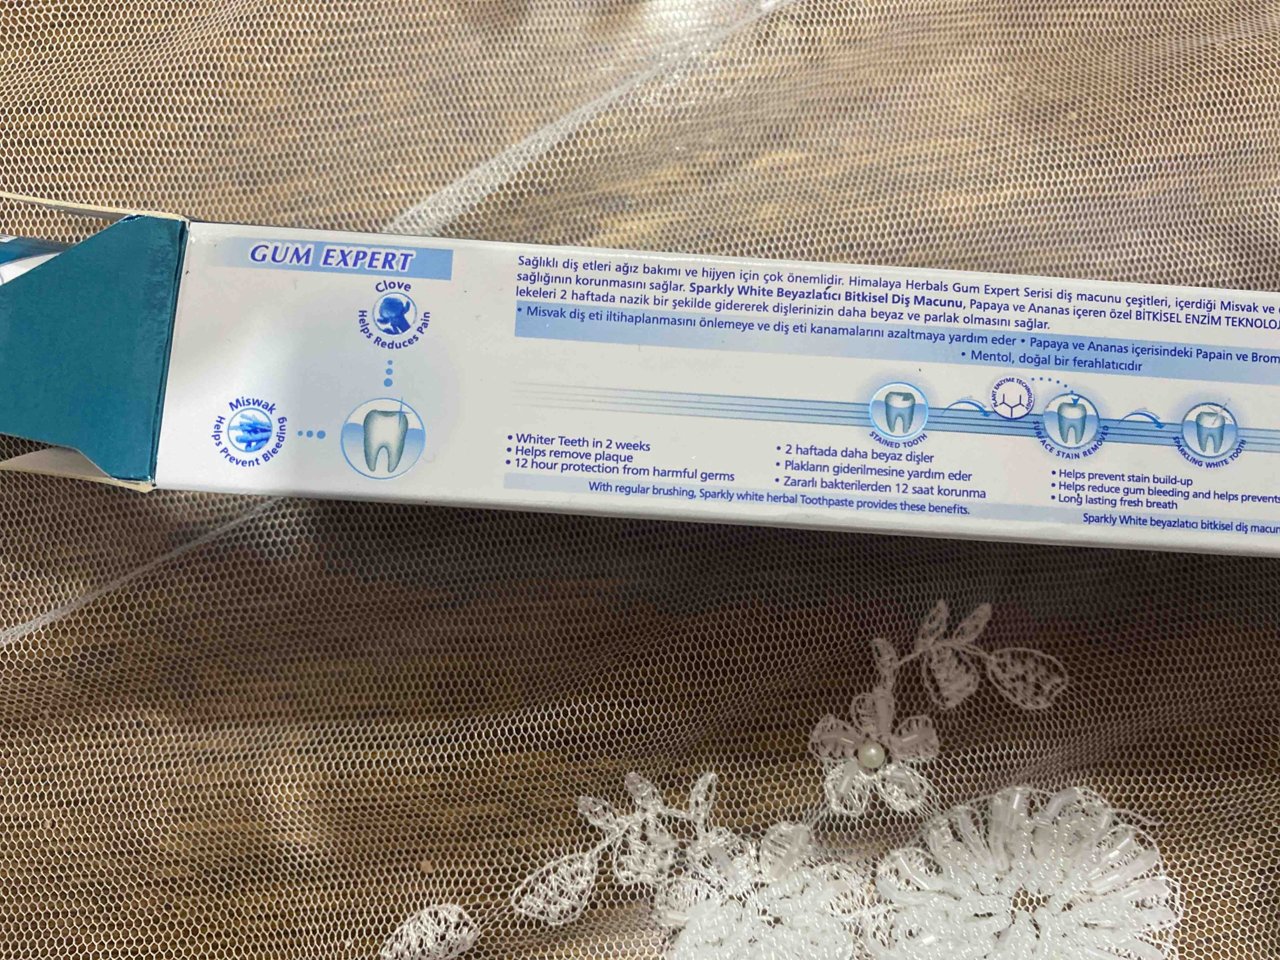 GUM EXPERT
Clove
Helps Reduces Pain
Miswak
Helps Prevent Bleeding
Sağlıklı diş etleri ağız bakımı ve hijyen için çok önemlidir. Himalaya Herbals Gum Expert Serisi diş macunu çeşitleri, içerdiği Misvak ve
sağlığının korunmasını sağlar. Sparkly White Beyazlatıcı Bitkisel Diş Macunu, Papaya ve Ananas içeren özel BİTKİSEL ENZİM
lekeleri 2 haftada nazik bir şekilde gidererek dişlerinizin daha beyaz ve parlak olmasını sağlar.
• Misvak diş eti iltihaplanmasını önlemeye ve diş eti kanamalarını azaltmaya yardım eder • Papaya ve Ananas içerisindeki Papain ve
• Mentol, doğal bir ferahlatıcıdır
STAINED TOOTH
PLANT ENZYME TECHNOLOGY
SURFACE STAIN REMOVED
SPARKLING WHITE TOOTH
• Whiter Teeth in 2 weeks
• Helps remove plaque
• 12 hour protection from harmful germs
• 2 haftada daha beyaz dişler
• Plakların giderilmesine yardım eder
• Zararlı bakterilerden 12 saat korunma
• Helps prevent stain build-up
• Helps reduce gum bleeding and helps prevents
• Long lasting fresh breath
With regular brushing, Sparkly white herbal Toothpaste provides these benefits.
Sparkly White beyazlatıcı bitkisel diş